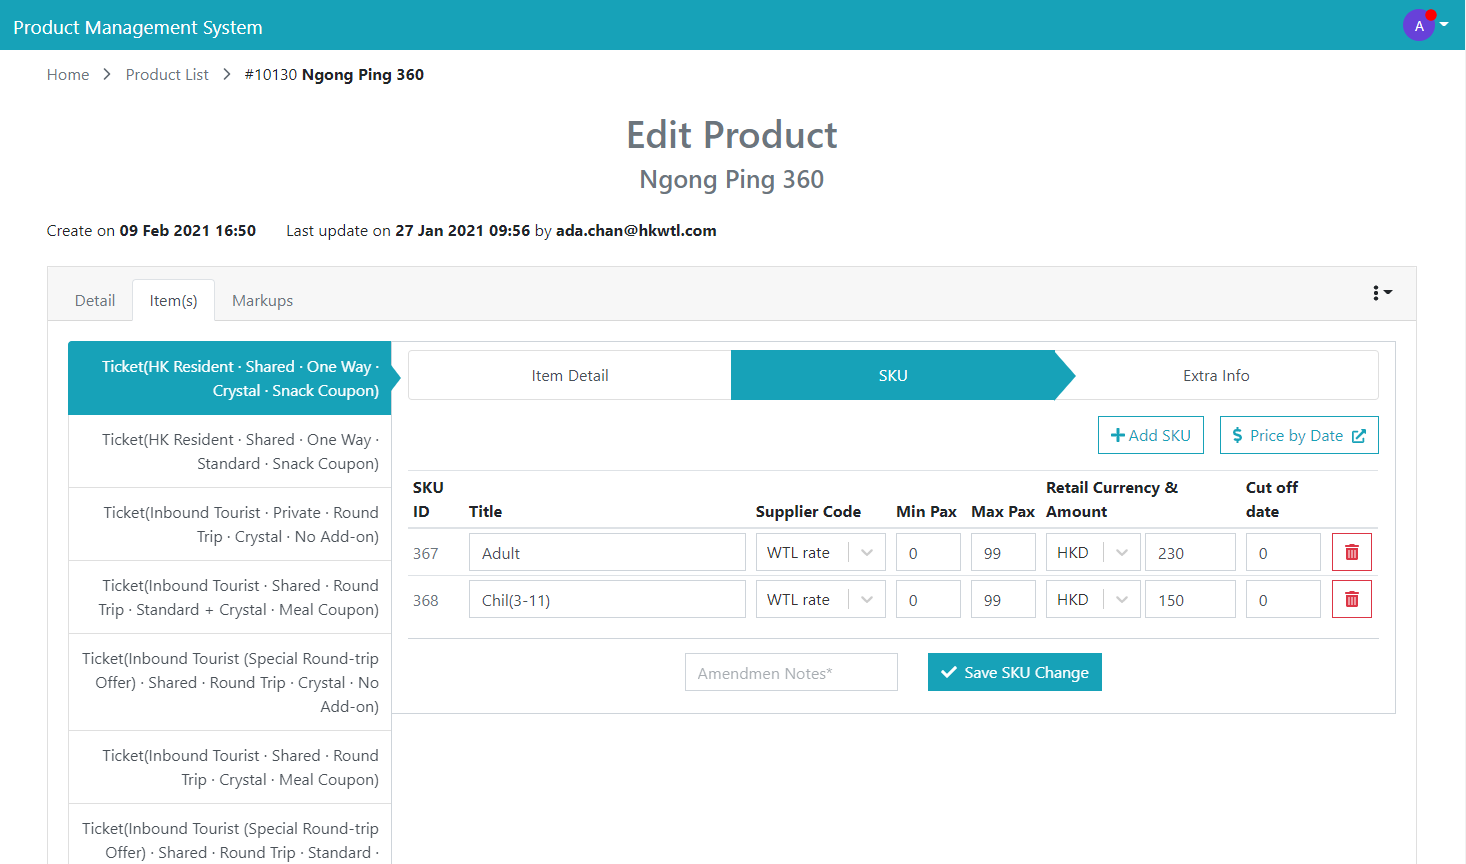 Product Management System
A
Home > Product List > #10130 Ngong Ping 360
Edit Product
Ngong Ping 360
Create on 09 Feb 2021 16:50 Last update on 27 Jan 2021 09:56 by ada.chan@hkwtl.com
Detail Item(s) Markups
Ticket(HK Resident · Shared · One Way ·
Crystal · Snack Coupon)
Ticket(HK Resident · Shared · One Way ·
Standard · Snack Coupon)
Ticket(Inbound Tourist · Private · Round
Trip · Crystal · No Add-on)
Ticket(Inbound Tourist · Shared · Round
Trip · Standard + Crystal · Meal Coupon)
Ticket(Inbound Tourist (Special Round-trip
Offer) · Shared · Round Trip · Crystal · No
Add-on)
Ticket(Inbound Tourist · Shared · Round
Trip · Crystal · Meal Coupon)
Ticket(Inbound Tourist (Special Round-trip
Offer) · Shared · Round Trip · Standard ·
Item Detail SKU Extra Info
Add SKU $ Price by Date
SKU ID Title Supplier Code Min Pax Max Pax Retail Currency & Amount Cut off date
367 Adult WTL rate 0 99 HKD 230 0
368 Chil(3-11) WTL rate 0 99 HKD 150 0
Amendmen Notes* Save SKU Change